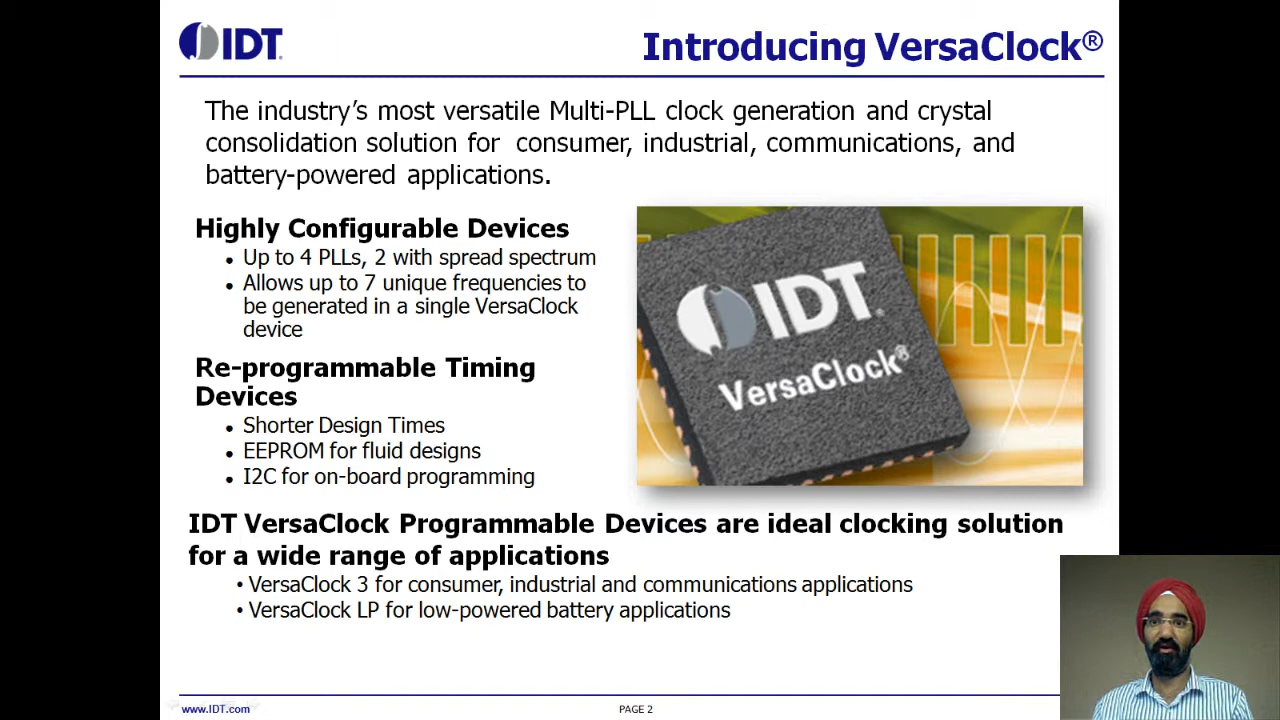 IDT
Introducing VersaClock®
The industry's most versatile Multi-PLL clock generation and crystal
consolidation solution for consumer, industrial, communications, and
battery-powered applications.
Highly Configurable Devices
• Up to 4 PLLs, 2 with spread spectrum
• Allows up to 7 unique frequencies to
be generated in a single VersaClock
device
Re-programmable Timing
Devices
• Shorter Design Times
• EEPROM for fluid designs
• I2C for on-board programming
IDT
VersaClock®
IDT VersaClock Programmable Devices are ideal clocking solution
for a wide range of applications
• VersaClock 3 for consumer, industrial and communications applications
• VersaClock LP for low-powered battery applications
www.IDT.com
PAGE 2